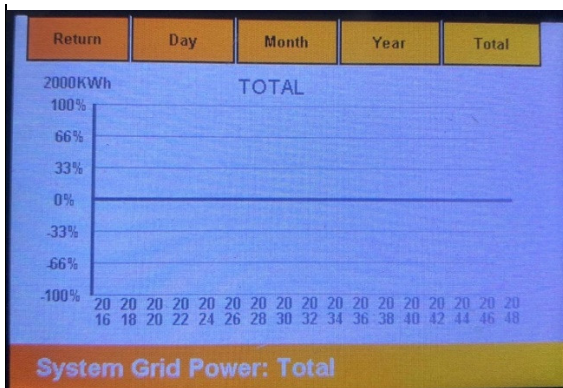 Return Day Month Year Total
2000KWh
TOTAL
100%
66%
33%
0%
-33%
-66%
-100%
20 20 20 20 20 20 20 20 20 20 20 20 20 20 20 20 20
16 18 20 22 24 26 28 30 32 34 36 38 40 42 44 46 48
System Grid Power: Total